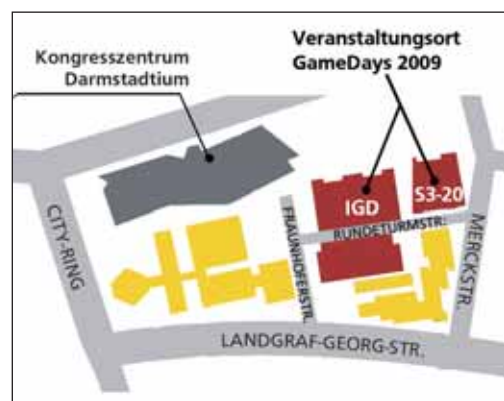 Kongresszentrum
Darmstadtium
Veranstaltungsort
GameDays 2009
IGD
S3-20
RUNDETURMSTR.
FRAUNHOFERSTR.
CITY-RING
MERCKSTR.
LANDGRAF-GEORG-STR.